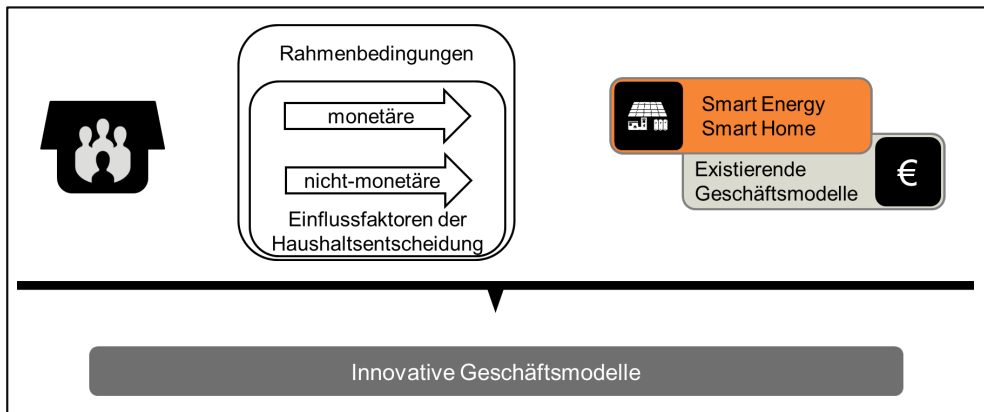 Rahmenbedingungen
monetäre
nicht-monetäre
Einflussfaktoren der
Haushaltsentscheidung
Smart Energy
Smart Home
Existierende
Geschäftsmodelle
€
Innovative Geschäftsmodelle